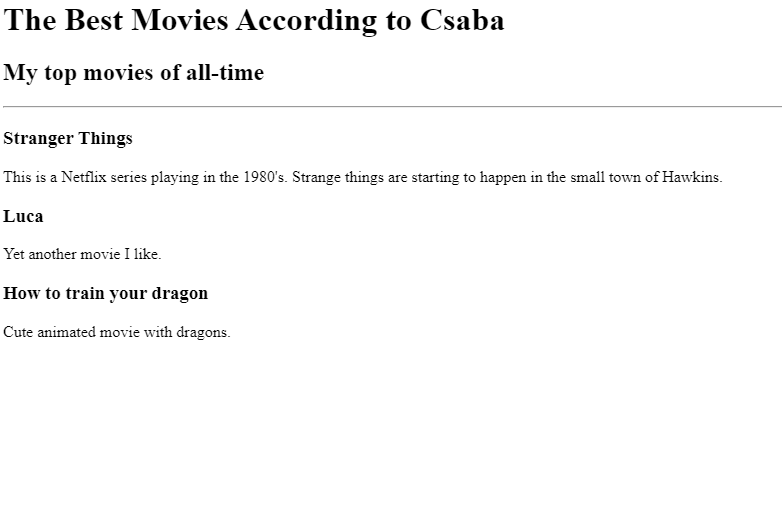 The Best Movies According to Csaba
My top movies of all-time
Stranger Things
This is a Netflix series playing in the 1980's. Strange things are starting to happen in the small town of Hawkins.
Luca
Yet another movie I like.
How to train your dragon
Cute animated movie with dragons.